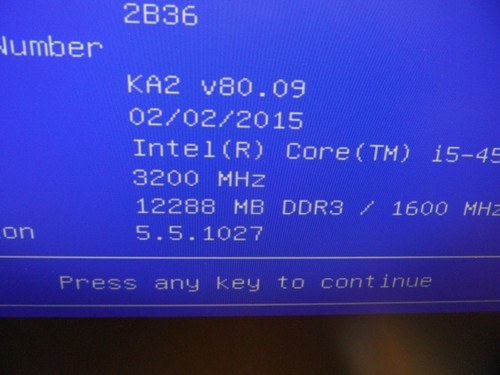 2B36
Number
KA2 v80.09
02/02/2015
Intel(R) Core(TM) i5-45
3200 MHz
12288 MB DDR3 / 1600 MHz
on 5.5.1027
Press any key to continue